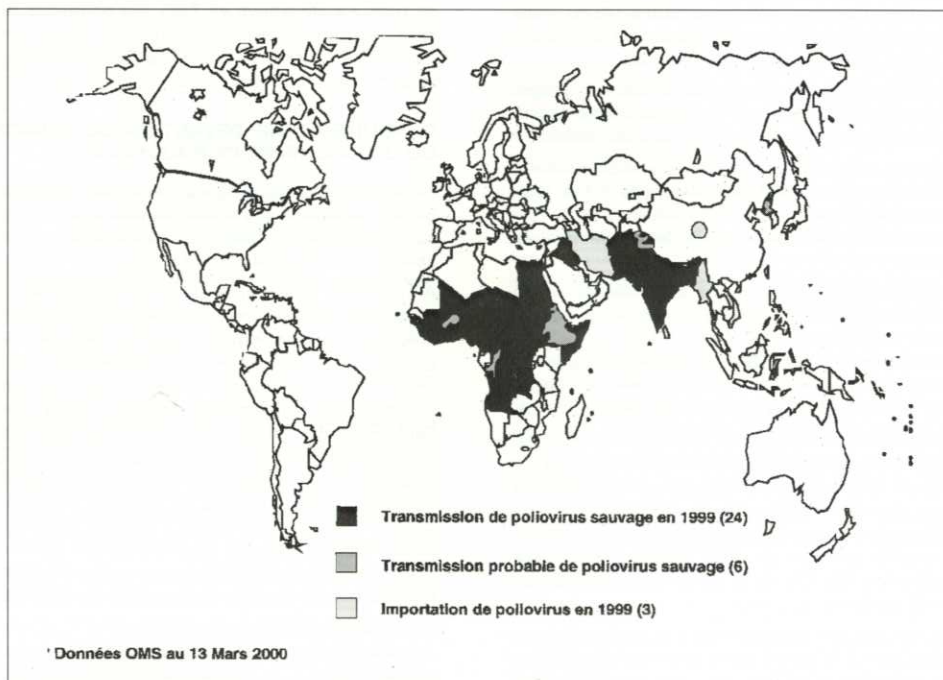 Transmission de poliovirus sauvage en 1999 (24)
Transmission probable de poliovirus sauvage (6)
Importation de poliovirus en 1999 (3)
' Données OMS au 13 Mars 2000